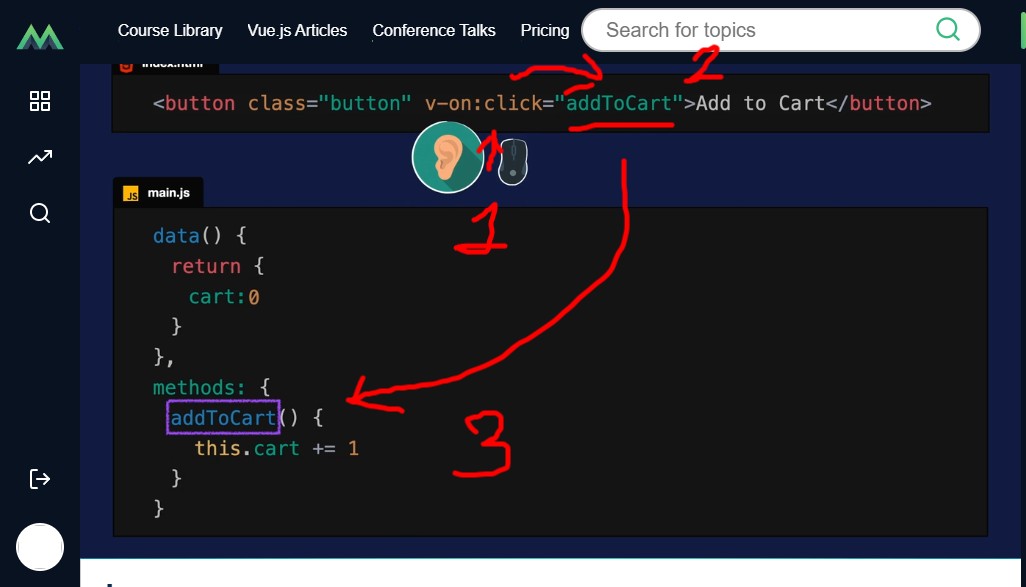 Course Library Vue.js Articles Conference Talks Pricing Search for topics
index.html
2
<button class="button" v-on:click="addToCart">Add to Cart</button>
1
JS main.js
data() {
return {
cart:0
}
},
methods: {
addToCart() {
this.cart += 1
}
}
3